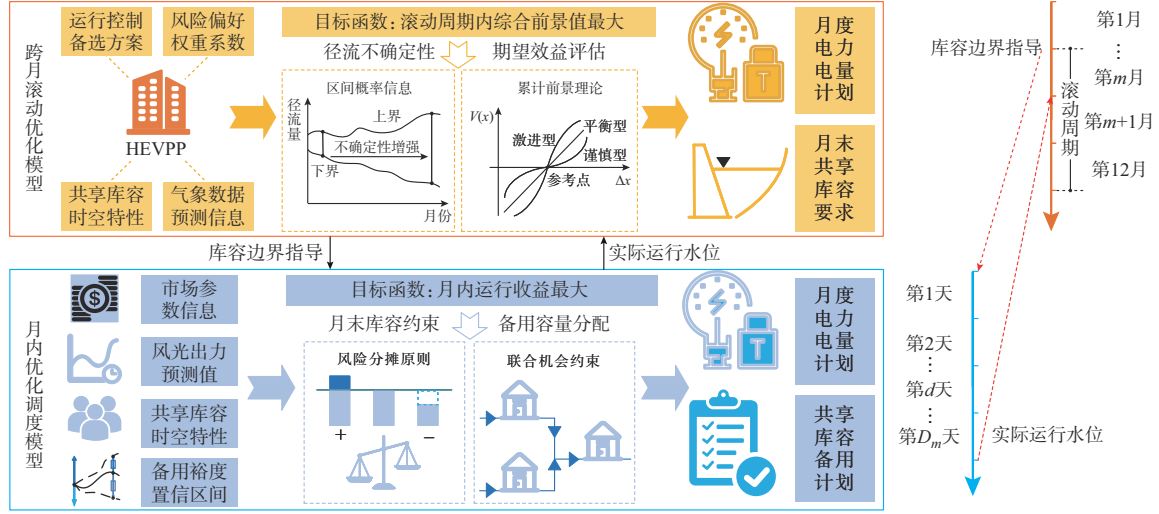 跨月滚动优化模型
运行控制
备选方案
风险偏好
权重系数
HEVPP
共享库容
时空特性
气象数据
预测信息
目标函数：滚动周期内综合前景值最大
径流不确定性
期望效益评估
区间概率信息
径流量
上界
不确定性增强
下界
月份
累计前景理论
V(x)
激进型
平衡型
谨慎型
参考点
Δx
T
月度
电力
电量
计划
月末
共享
库容
要求
库容边界指导
实际运行水位
月内优化调度模型
$
市场参
数信息
风光出力
预测值
共享库容
时空特性
备用裕度
置信区间
目标函数：月内运行收益最大
月末库容约束
备用容量分配
风险分摊原则
+
−
联合机会约束
T
月度
电力
电量
计划
共享
库容
备用
计划
库容边界指导
第1月
⋮
第m月
第m+1月
第12月
滚动周期
第1天
第2天
⋮
第d天
⋮
第Dm天
实际运行水位